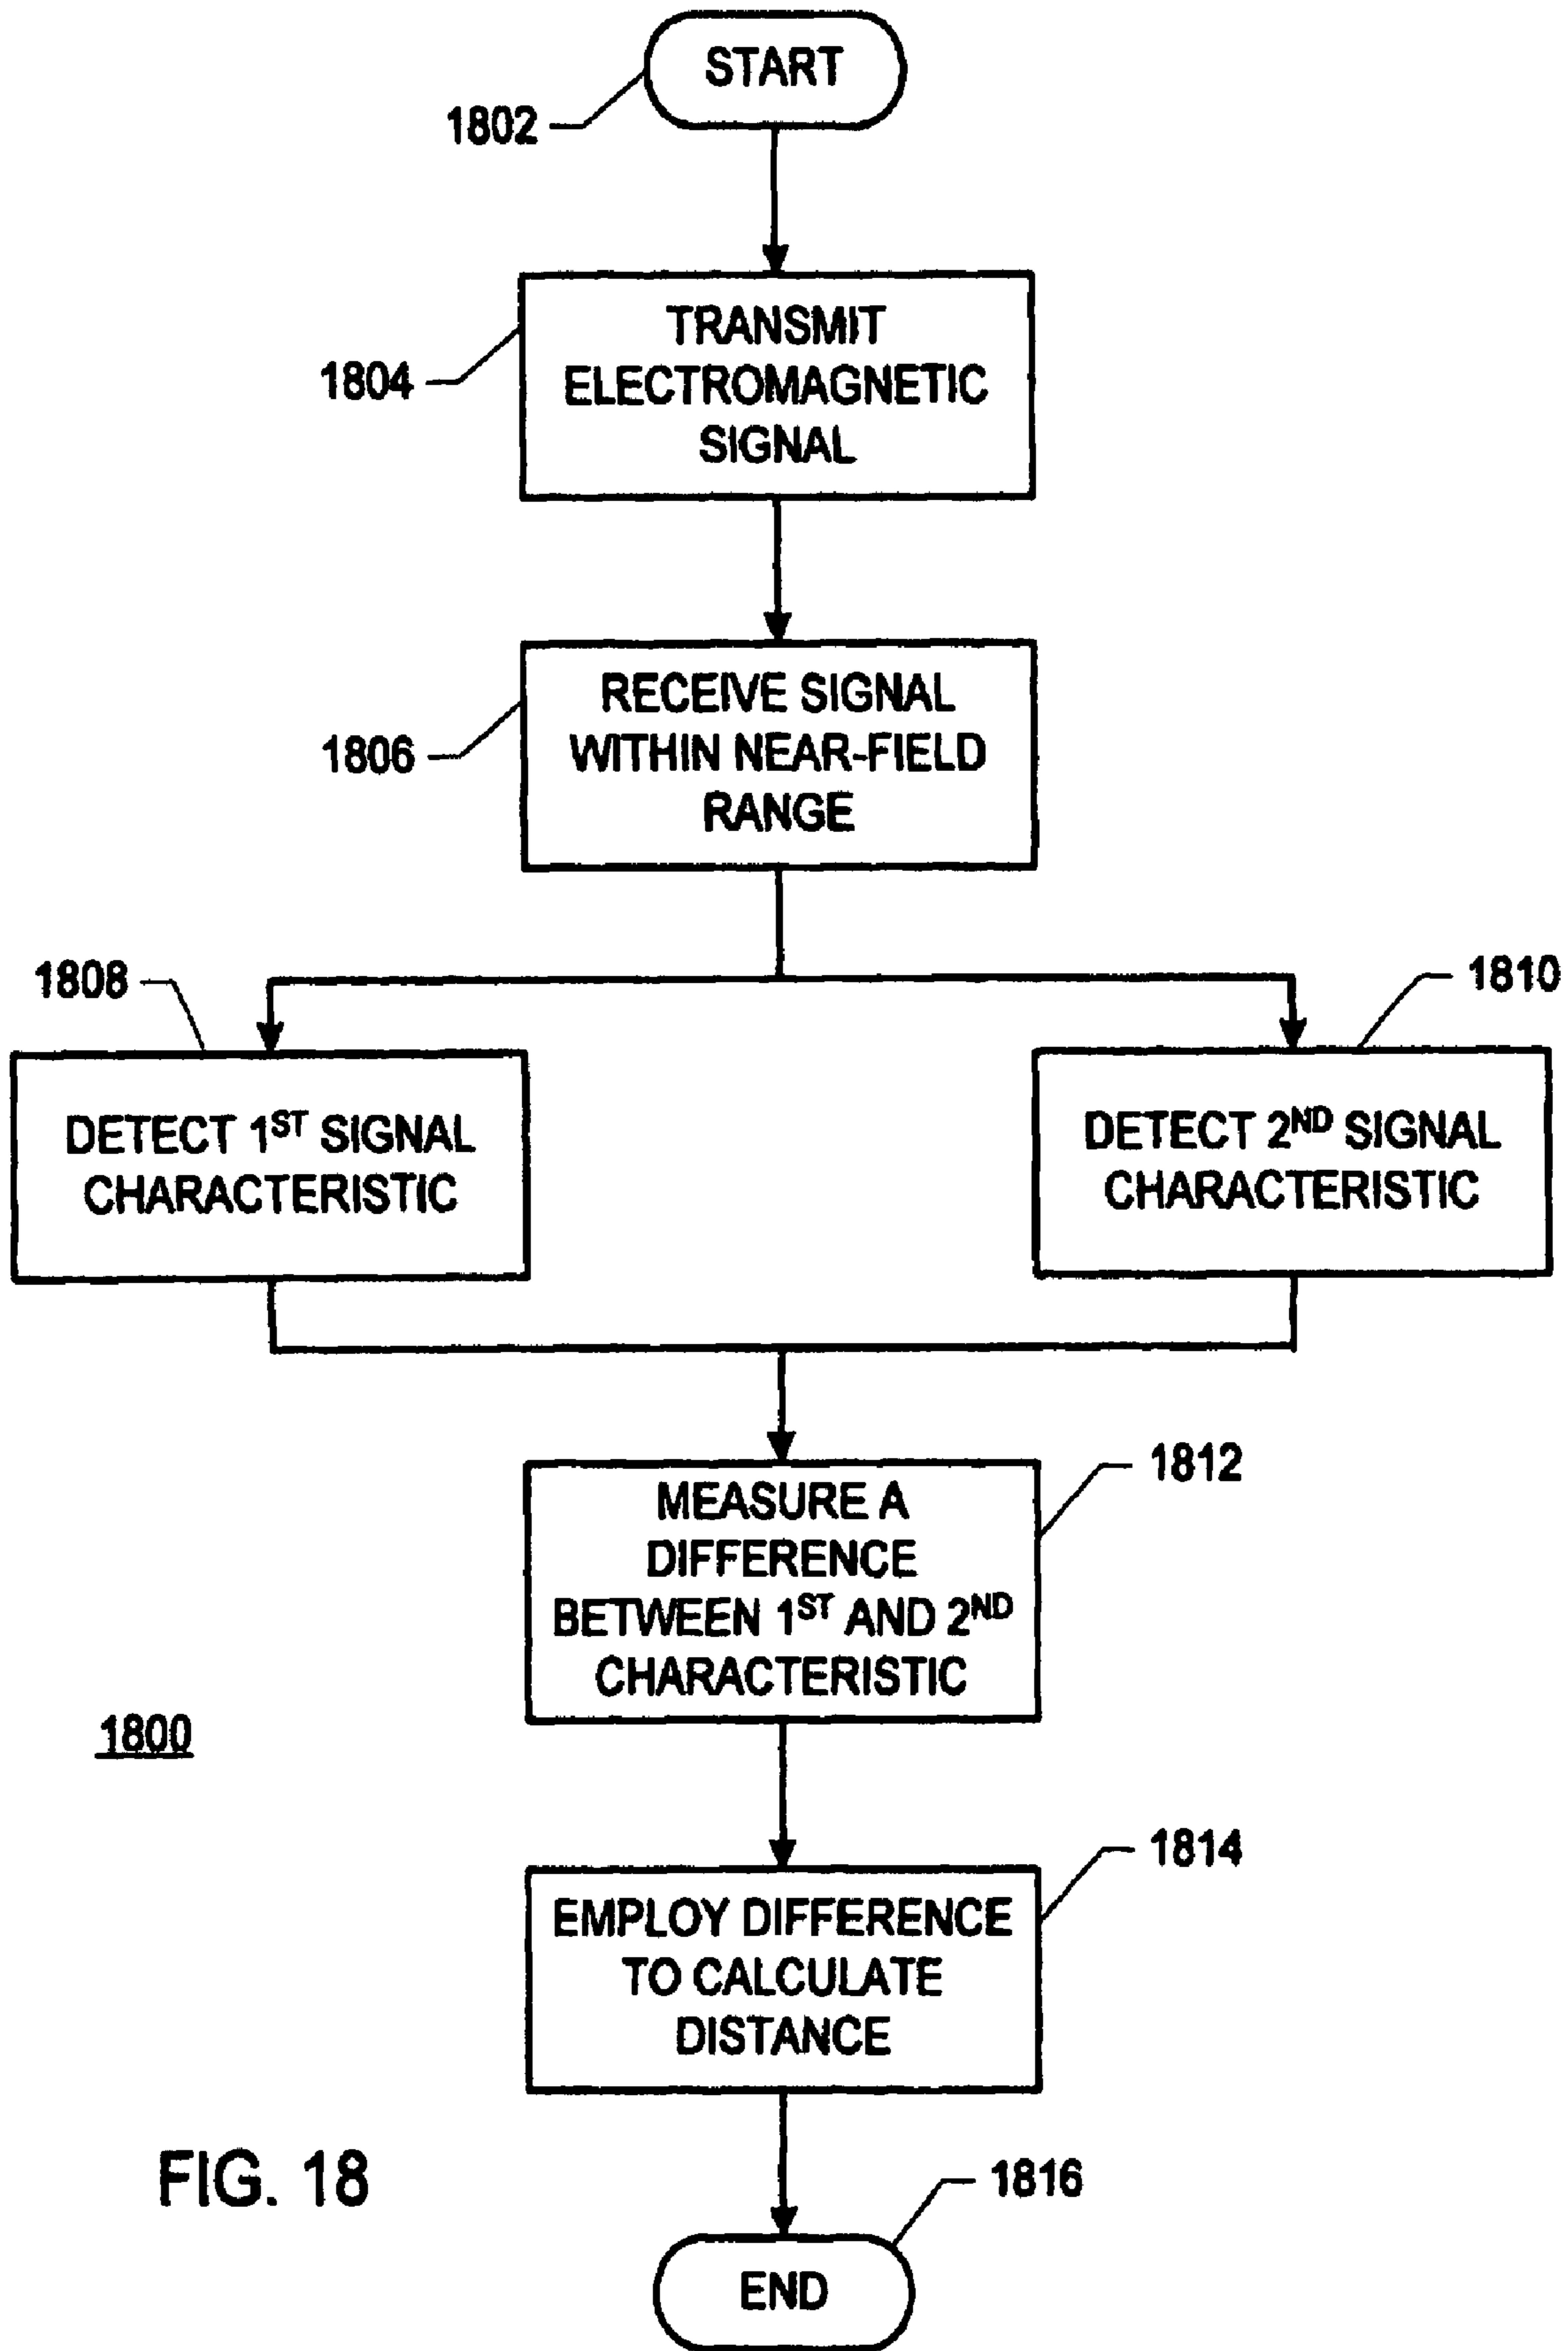 START
1802
TRANSMIT
ELECTROMAGNETIC
SIGNAL
1804
RECEIVE SIGNAL
WITHIN NEAR-FIELD
RANGE
1806
1808
1810
DETECT 1ST SIGNAL
CHARACTERISTIC
DETECT 2ND SIGNAL
CHARACTERISTIC
1812
MEASURE A
DIFFERENCE
BETWEEN 1ST AND 2ND
CHARACTERISTIC
1800
1814
EMPLOY DIFFERENCE
TO CALCULATE
DISTANCE
FIG. 18
1816
END